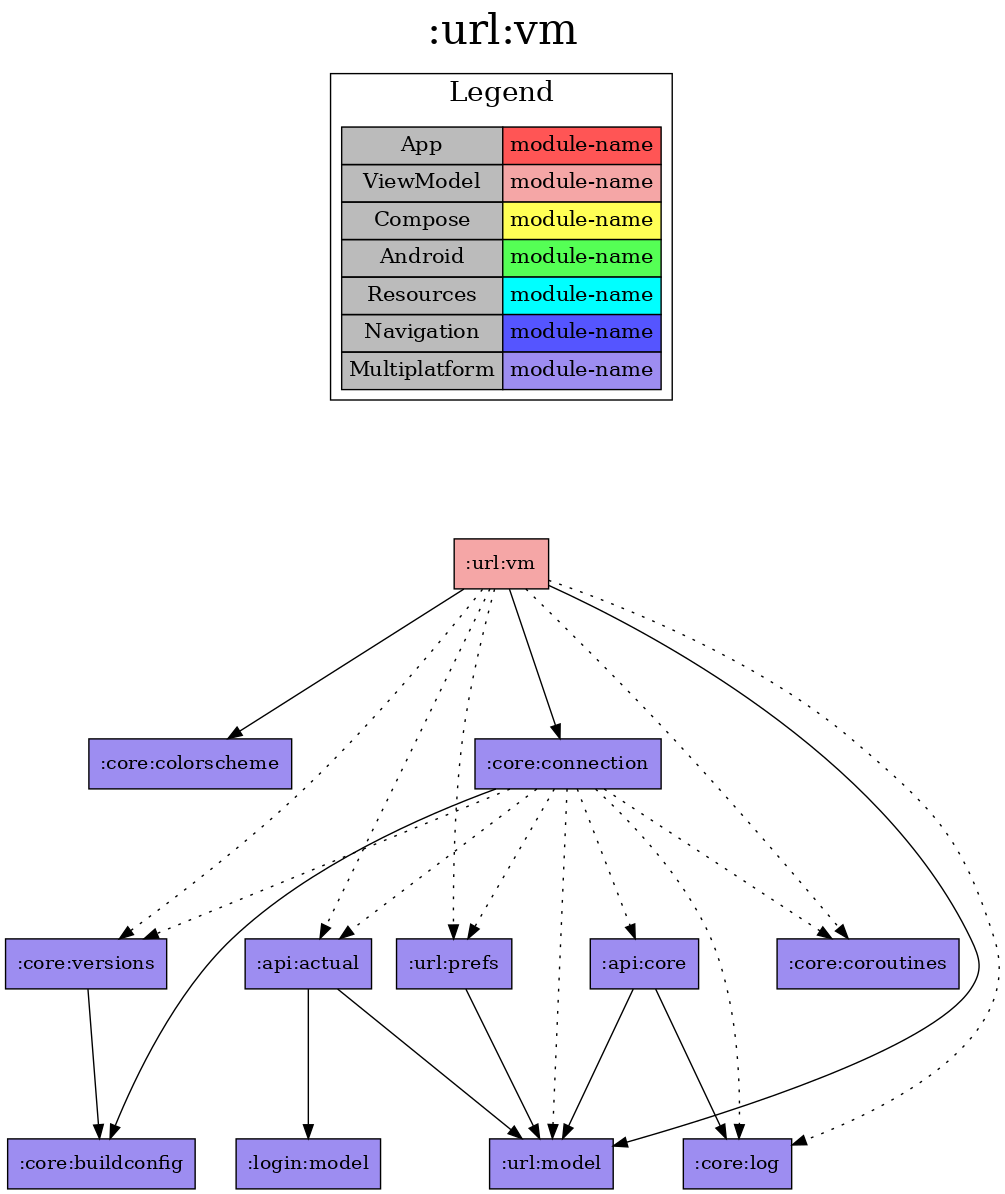 :url:vm
Legend
App module-name
ViewModel module-name
Compose module-name
Android module-name
Resources module-name
Navigation module-name
Multiplatform module-name
:url:vm
:core:colorscheme :core:connection
:core:versions :api:actual :url:prefs :api:core :core:coroutines
:core:buildconfig :login:model :url:model :core:log